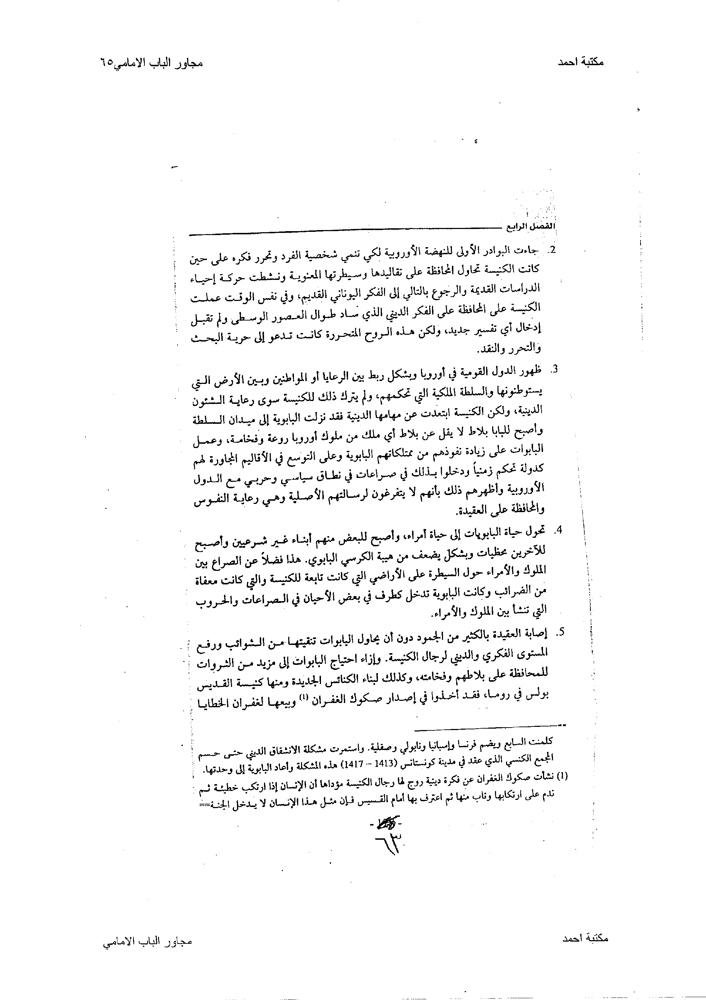 مكتبة احمد
مجاور الباب الامامي٦٥
الفصل الرابع
2. جاءت البوادر الأولى للنهضة الأوروبية لكي تنمي شخصية الفرد وتحرر فكره على حين
كانت الكنيسة تحاول المحافظة على تقاليدها وسيطرتها المعنوية ونشطت حركة إحياء
الدراسات القديمة والرجوع بالتالي إلى الفكر اليوناني القديم، وفي نفس الوقت عملت
الكنيسة على المحافظة على الفكر الديني الذي ساد طوال العصور الوسطى ولم تقبل
إدخال أي تفسير جديد، ولكن هذه الروح المتحررة كانت تدعو إلى حرية البحث
والتحرر والنقد.
3. ظهور الدول القومية في أوروبا وبشكل ربط بين الرعايا أو المواطنين وبين الأرض التي
يستوطنونها والسلطة الملكية التي تحكمهم، ولم يترك ذلك للكنيسة سوى رعاية الشئون
الدينية، ولكن الكنيسة ابتعدت عن مهامها الدينية فقد نزلت البابوية إلى ميدان السلطة
وأصبح للبابا بلاط لا يقل عن بلاط أي ملك من ملوك أوروبا روعة وفخامة، وعمل
البابوات على زيادة نفوذهم من ممتلكاتهم البابوية وعلى التوسع في الأقاليم المجاورة لهم
كدولة تحكم زمنياً ودخلوا بذلك في صراعات في نطاق سياسي وحربي مع الدول
الأوروبية وأظهرهم ذلك بأنهم لا يتفرغون لرسالتهم الأصلية وهي رعاية النفوس
والمحافظة على العقيدة.
4. تحول حياة البابويات إلى حياة أمراء، وأصبح للبعض منهم أبناء غير شرعيين وأصبح
للآخرين محظيات وبشكل يضعف من هيبة الكرسي البابوي. هذا فضلاً عن الصراع بين
الملوك والأمراء حول السيطرة على الأراضي التي كانت تابعة للكنيسة والتي كانت معفاة
من الضرائب وكانت البابوية تدخل كطرف في بعض الأحيان في الصراعات والحروب
التي تنشأ بين الملوك والأمراء.
5. إصابة العقيدة بالكثير من الجمود دون أن يحاول البابوات تنقيتها من الشوائب ورفع
المستوى الفكري والديني لرجال الكنيسة. وإزاء احتياج البابوات إلى مزيد من الثروات
للمحافظة على بلاطهم وفخامته، وكذلك لبناء الكنائس الجديدة ومنها كنيسة القديس
بولس في روما، فقد أخذوا في إصدار صكوك الغفران (1) وبيعها لغفران الخطايا
كلمنت السابع ويضم فرنسا وإسبانيا ونابولي وصقلية. واستمرت مشكلة الانشقاق الديني حتى حسم
المجمع الكنسي الذي عقد في مدينة كونستانس (1413 – 1417) هذه المشكلة وأعاد البابوية إلى وحدتها.
(1) نشأت صكوك الغفران عن فكرة دينية روج لها رجال الكنيسة مؤداها أن الإنسان إذا ارتكب خطيئة ثم
ندم على ارتكابها وتاب منها ثم اعترف بها أمام القسيس فإن مثل هذا الإنسان لا يدخل الجنة==
٦٣
مكتبة احمد
مجاور الباب الامامي